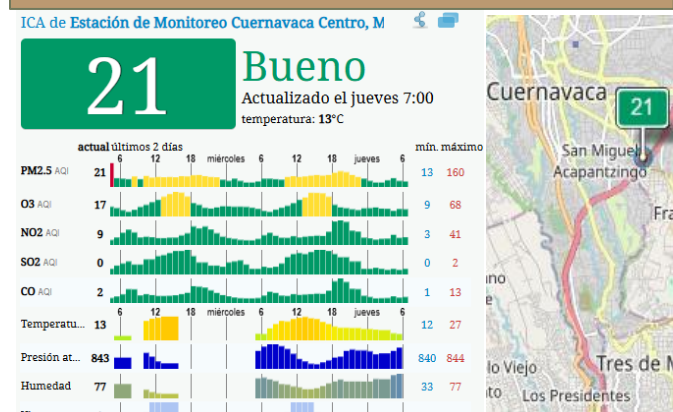 ICA de Estación de Monitoreo Cuernavaca Centro, M
21
Bueno
Actualizado el jueves 7:00
temperatura: 13°C
actual últimos 2 días mín. máximo
6 12 18 miércoles 6 12 18 jueves 6
PM2.5 AQI 21 13 160
O3 AQI 17 9 68
NO2 AQI 9 3 41
SO2 AQI 0 0 2
CO AQI 2 1 13
6 12 18 miércoles 6 12 18 jueves 6
Temperatu... 13 12 27
Presión at... 843 840 844
Humedad 77 33 77
Cuernavaca
21
San Miguel
Acapantzingo
Fra
no
lo Viejo
Tres de M
to
Los Presidentes